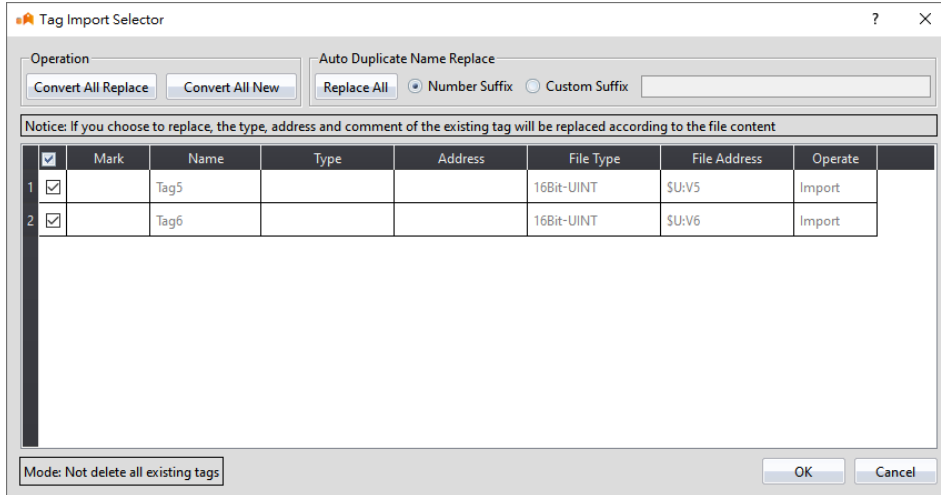 Tag Import Selector ? ✕
Operation
Auto Duplicate Name Replace
Convert All Replace Convert All New Replace All Number Suffix Custom Suffix
Notice: If you choose to replace, the type, address and comment of the existing tag will be replaced according to the file content
Mark Name Type Address File Type File Address Operate
1 Tag5 16Bit-UINT $U:V5 Import
2 Tag6 16Bit-UINT $U:V6 Import
Mode: Not delete all existing tags OK Cancel